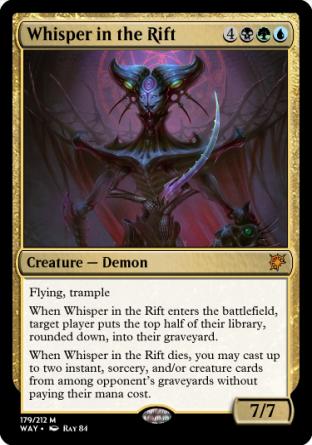 Whisper in the Rift 4
Creature — Demon
Flying, trample
When Whisper in the Rift enters the battlefield,
target player puts the top half of their library,
rounded down, into their graveyard.
When Whisper in the Rift dies, you may cast up
to two instant, sorcery, and/or creature cards
from among opponent's graveyards without
paying their mana cost.
7/7
179/212 M
WAY • Ray 84